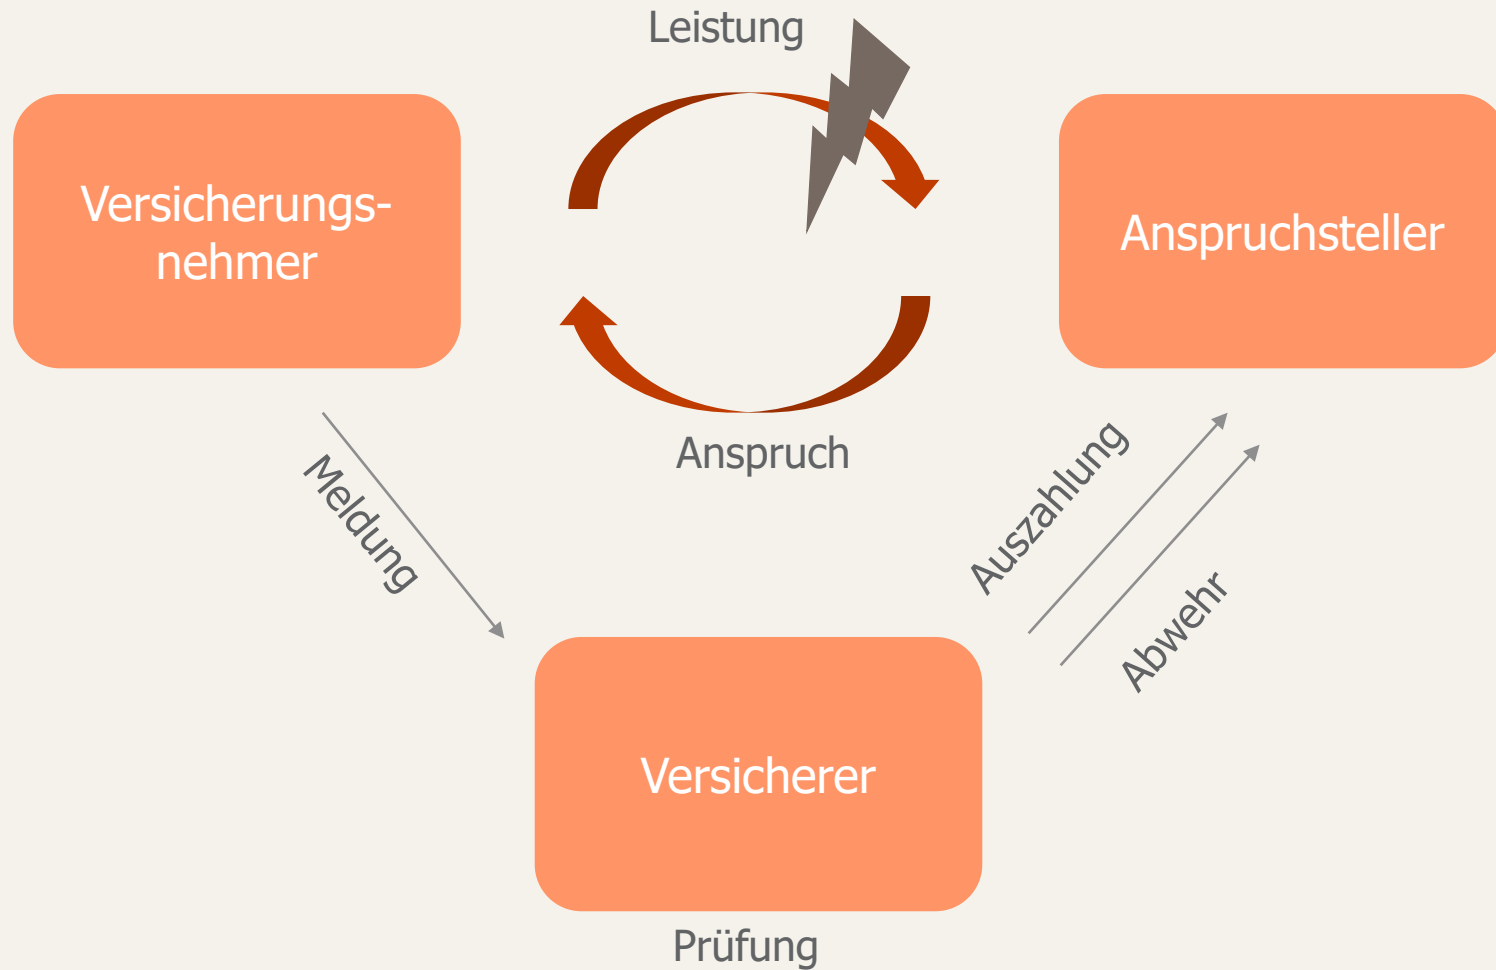 Leistung
Versicherungs-
nehmer
Anspruchsteller
Anspruch
Meldung
Auszahlung
Abwehr
Versicherer
Prüfung